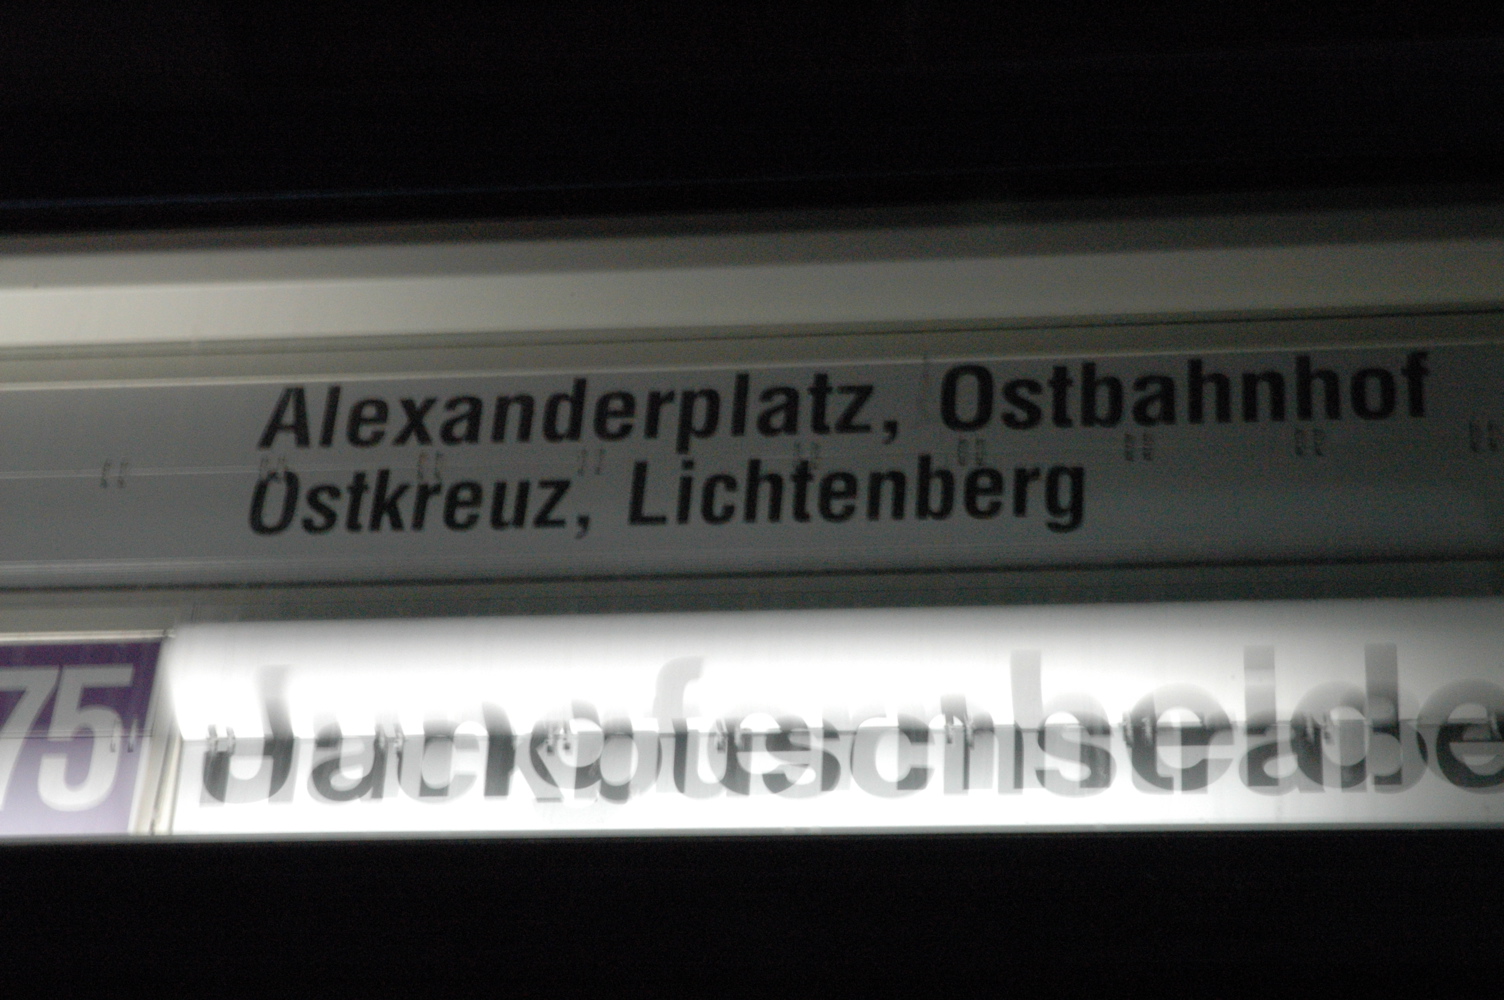 Alexanderplatz, Ostbahnhof
Ostkreuz, Lichtenberg
75